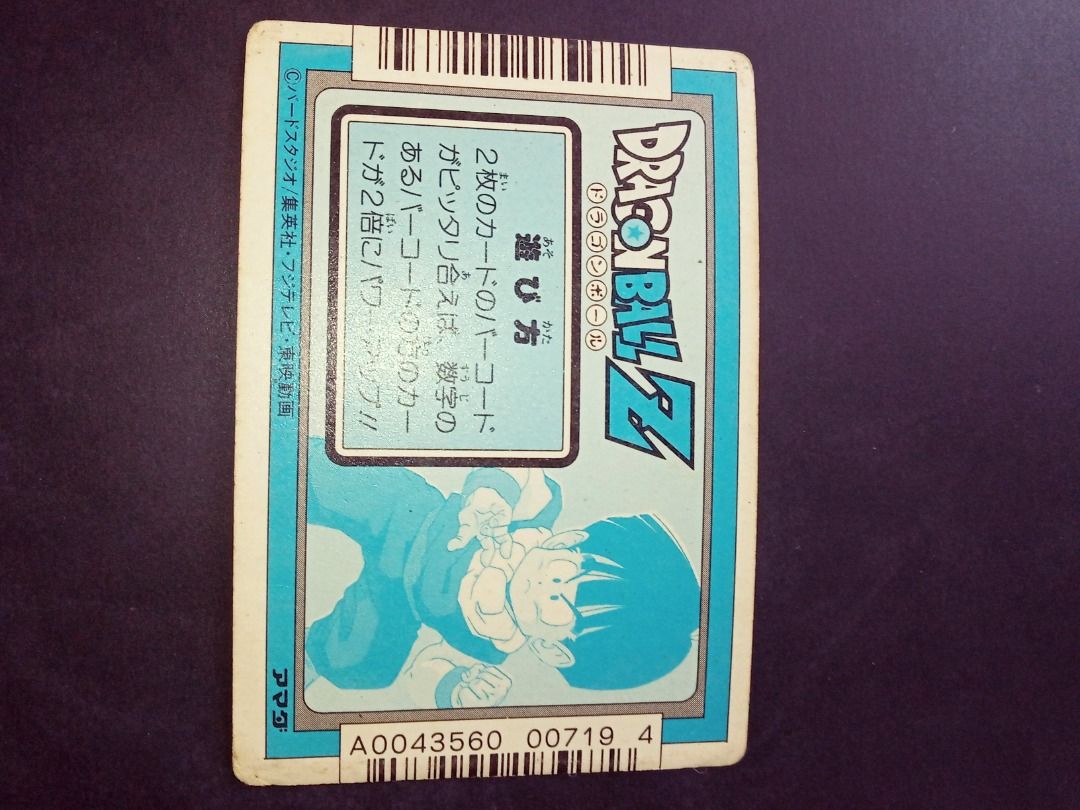 DRAGON BALL Z
ドラゴンボール
遊び方
2枚のカードのバーコード
がピッタリ合えば、数字の
あるバーコードの方のカー
ドが2倍にパワーアップ!!
©バードスタジオ/集英社・フジテレビ・東映動画
アマダ
A0043560 00719 4